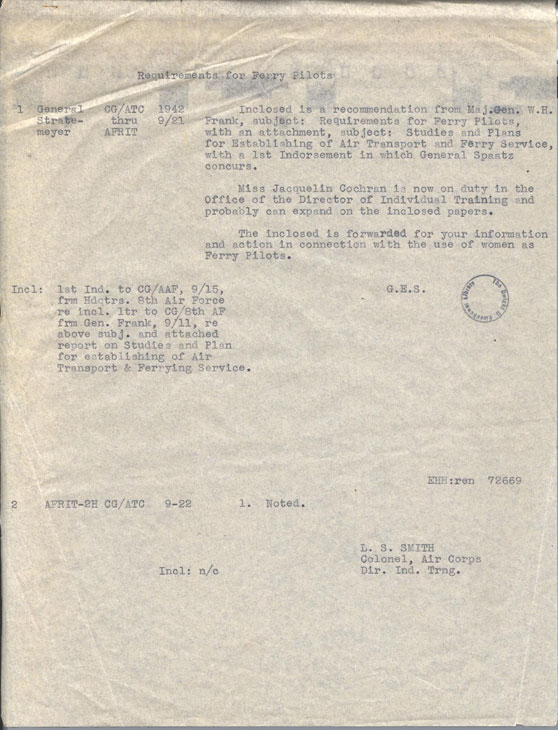 Requirements for Ferry Pilots
1 General CG/ATC 1942 Inclosed is a recommendation from Maj.Gen. W.H.
Strate- thru 9/21 Frank, subject: Requirements for Ferry Pilots,
meyer AFRIT with an attachment, subject: Studies and Plans
for Establishing of Air Transport and Ferry Service,
with a 1st Indorsement in which General Spaatz
concurs.
Miss Jacquelin Cochran is now on duty in the
Office of the Director of Individual Training and
probably can expand on the inclosed papers.
The inclosed is forwarded for your information
and action in connection with the use of women as
Ferry Pilots.
Incl: 1st Ind. to CG/AAF, 9/15, G.E.S.
frm Hdqtrs. 8th Air Force
re incl. ltr to CG/8th AF
frm Gen. Frank, 9/11, re
above subj. and attached
report on Studies and Plan
for establishing of Air
Transport & Ferrying Service.
The Dwight D. Eisenhower Library
EHH:ren 72669
2 AFRIT-2H CG/ATC 9-22 1. Noted.
L. S. SMITH
Colonel, Air Corps
Incl: n/c Dir. Ind. Trng.